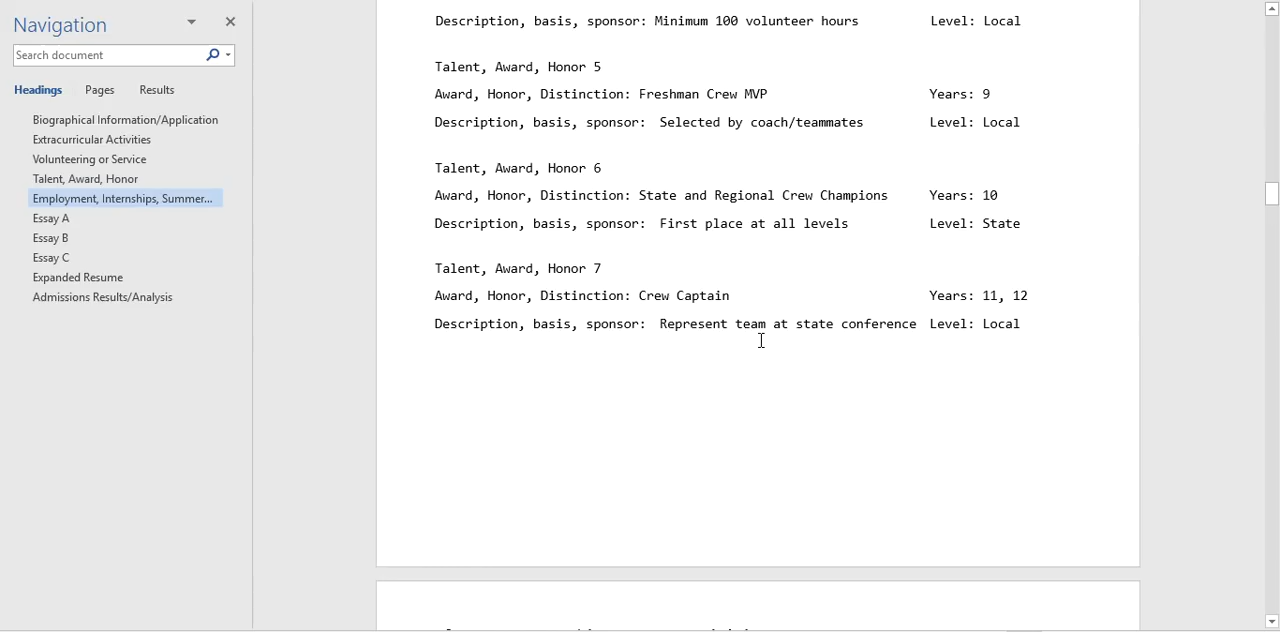 Navigation
Search document
Headings Pages Results
Biographical Information/Application
Extracurricular Activities
Volunteering or Service
Talent, Award, Honor
Employment, Internships, Summer...
Essay A
Essay B
Essay C
Expanded Resume
Admissions Results/Analysis
Description, basis, sponsor: Minimum 100 volunteer hours Level: Local
Talent, Award, Honor 5
Award, Honor, Distinction: Freshman Crew MVP Years: 9
Description, basis, sponsor: Selected by coach/teammates Level: Local
Talent, Award, Honor 6
Award, Honor, Distinction: State and Regional Crew Champions Years: 10
Description, basis, sponsor: First place at all levels Level: State
Talent, Award, Honor 7
Award, Honor, Distinction: Crew Captain Years: 11, 12
Description, basis, sponsor: Represent team at state conference Level: Local